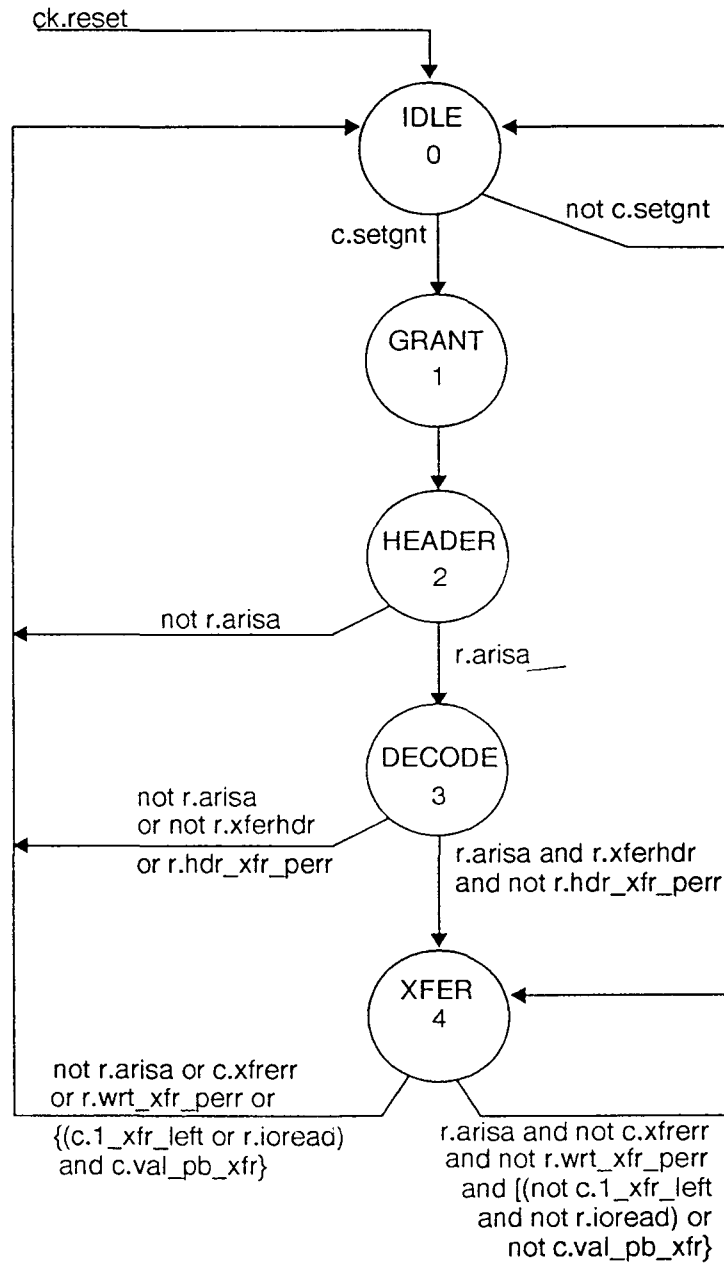 ck.reset
IDLE
0
not c.setgnt
c.setgnt
GRANT
1
HEADER
2
not r.arisa
r.arisa
DECODE
3
not r.arisa
or not r.xferhdr
or r.hdr_xfr_perr
r.arisa and r.xferhdr
and not r.hdr_xfr_perr
XFER
4
not r.arisa or c.xfrerr
or r.wrt_xfr_perr or
{(c.1_xfr_left or r.ioread)
and c.val_pb_xfr}
r.arisa and not c.xfrerr
and not r.wrt_xfr_perr
and [(not c.1_xfr_left
and not r.ioread) or
not c.val_pb_xfr}